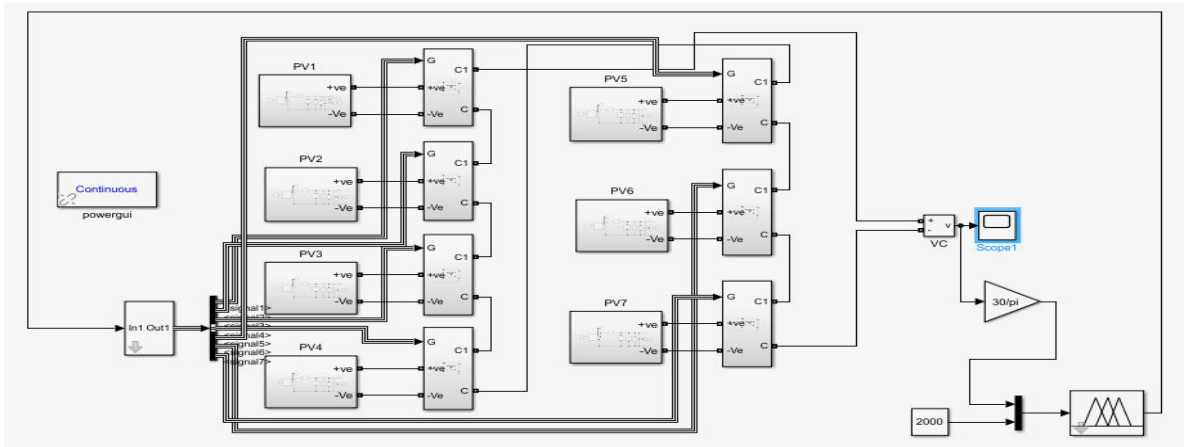 PV1
+ve
-Ve
G
C1
+ve
-Ve
C
PV2
+ve
-Ve
G
C1
+ve
-Ve
C
PV3
+ve
-Ve
G
C1
+ve
-Ve
C
PV4
+ve
-Ve
G
C1
+ve
-Ve
C
PV5
+ve
-Ve
G
C1
+ve
-Ve
C
PV6
+ve
-Ve
G
C1
+ve
-Ve
C
PV7
+ve
-Ve
G
C1
+ve
-Ve
C
Continuous
powergui
In1 Out1
<signal1>
<signal2>
<signal3>
<signal4>
<signal5>
<signal6>
<signal7>
+
-
v
VC
Scope1
30/pi
2000